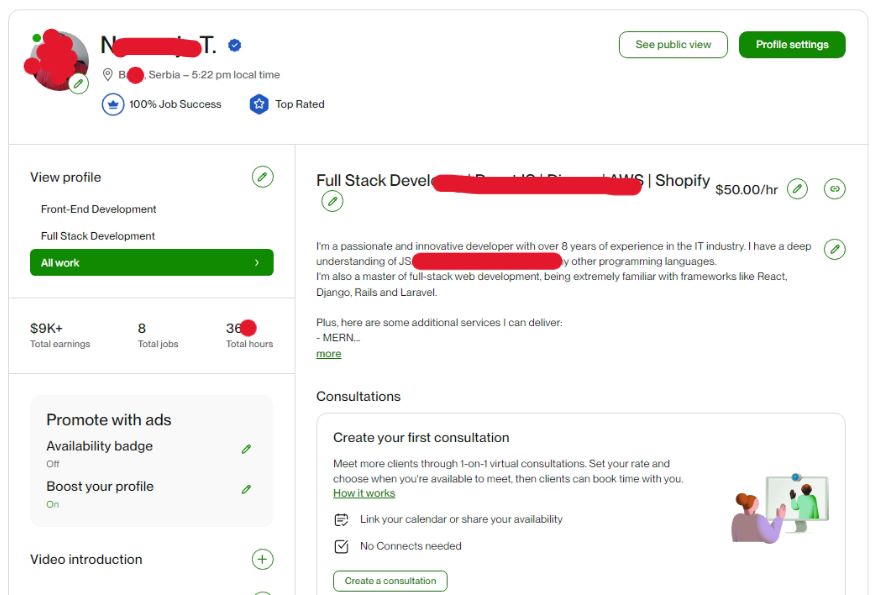 T.
See public view
Profile settings
Serbia – 5:22 pm local time
100% Job Success
Top Rated
View profile
Front-End Development
Full Stack Development
All work
$9K+
Total earnings
8
Total jobs
Total hours
Promote with ads
Availability badge
Off
Boost your profile
On
Video introduction
Full Stack | Shopify
$50.00/hr
I'm a passionate and innovative developer with over 8 years of experience in the IT industry. I have a deep
understanding of JS other programming languages.
I'm also a master of full-stack web development, being extremely familiar with frameworks like React,
Django, Rails and Laravel.
Plus, here are some additional services I can deliver:
- MERN...
more
Consultations
Create your first consultation
Meet more clients through 1-on-1 virtual consultations. Set your rate and
choose when you're available to meet, then clients can book time with you.
How it works
Link your calendar or share your availability
No Connects needed
Create a consultation